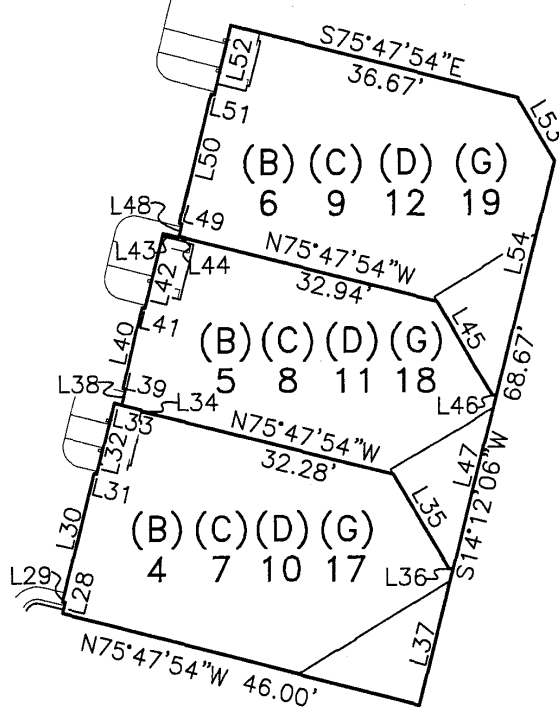 S75°47'54"E
36.67'
L52
L53
L51
L50
(B) (C) (D) (G)
6 9 12 19
L48
L49
L43
L44
N75°47'54"W
32.94'
L54
L42
L41
L40
L45
(B) (C) (D) (G)
5 8 11 18
68.67'
L46
L38
L39
L34
L33
N75°47'54"W
32.28'
L47
S14°12'06"W
L32
L31
L35
L30
(B) (C) (D) (G)
4 7 10 17
L36
L29
L28
L37
N75°47'54"W 46.00'